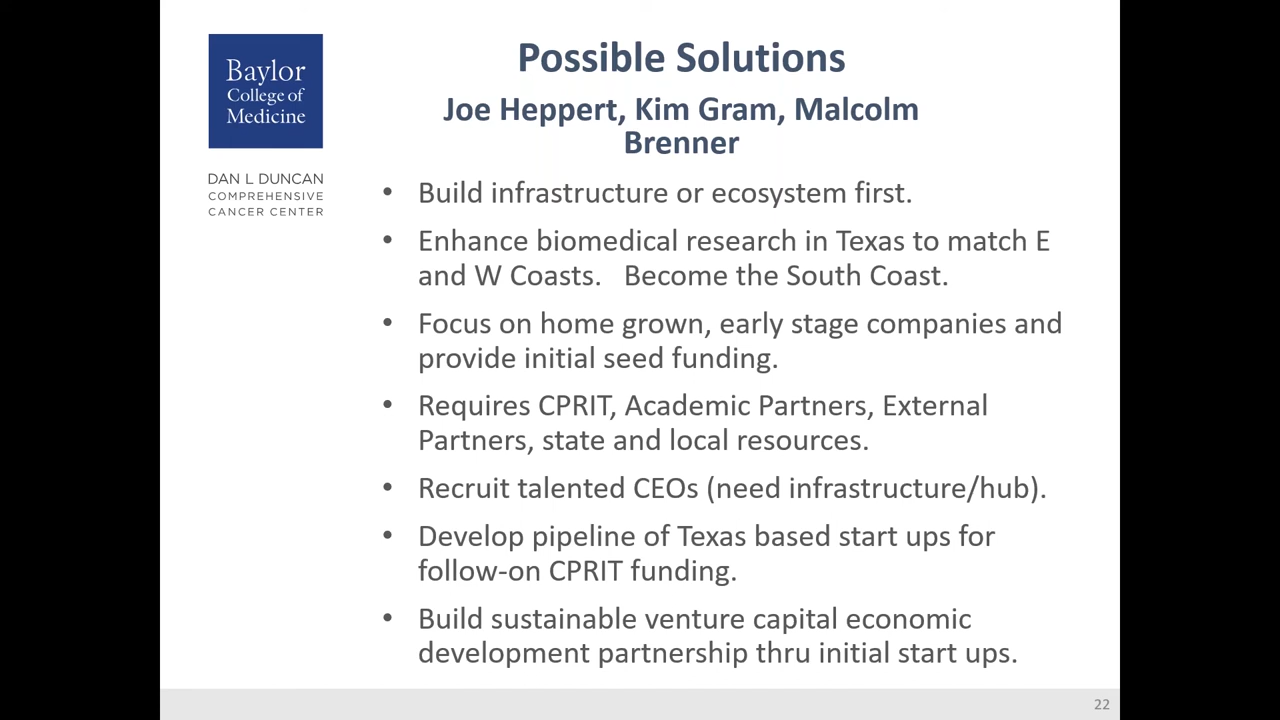 Baylor
College of
Medicine
DAN L DUNCAN
COMPREHENSIVE
CANCER CENTER
Possible Solutions
Joe Heppert, Kim Gram, Malcolm
Brenner
• Build infrastructure or ecosystem first.
• Enhance biomedical research in Texas to match E
and W Coasts. Become the South Coast.
• Focus on home grown, early stage companies and
provide initial seed funding.
• Requires CPRIT, Academic Partners, External
Partners, state and local resources.
• Recruit talented CEOs (need infrastructure/hub).
• Develop pipeline of Texas based start ups for
follow-on CPRIT funding.
• Build sustainable venture capital economic
development partnership thru initial start ups.
22